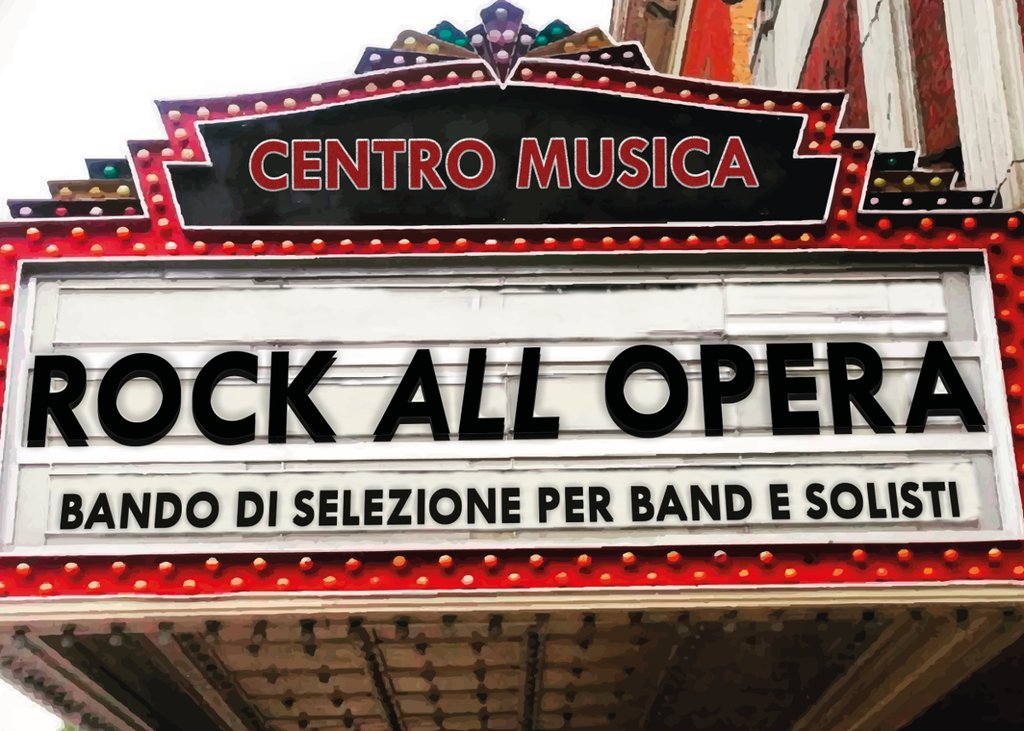 CENTRO MUSICA
ROCK ALL OPERA
BANDO DI SELEZIONE PER BAND E SOLISTI